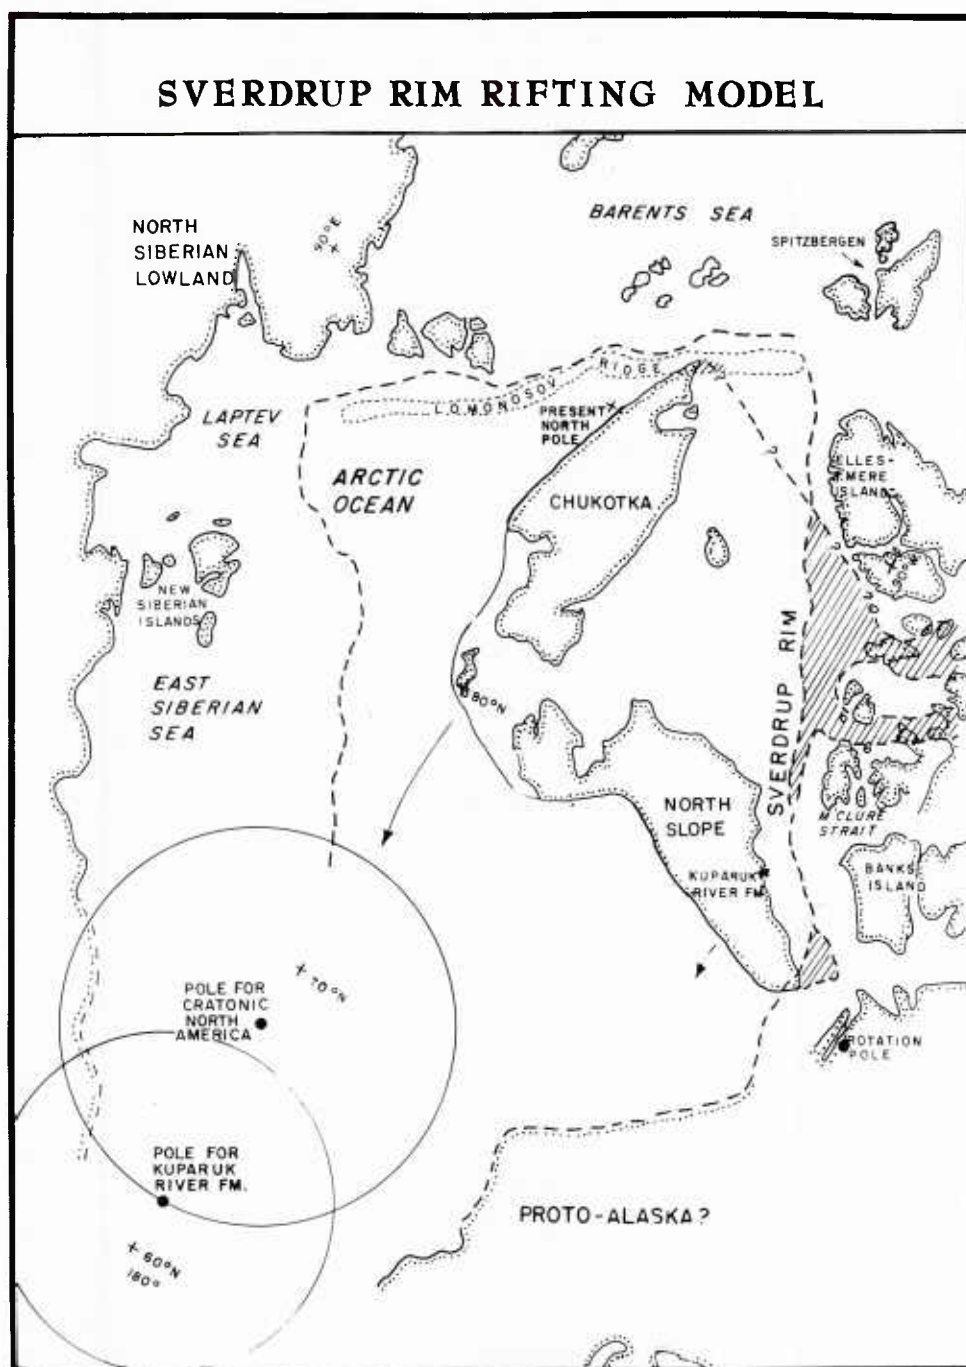 SVERDRUP RIM RIFTING MODEL
BARENTS SEA
NORTH
SIBERIAN
LOWLAND
90°E
SPITZBERGEN
LOMONOSOV RIDGE
LAPTEV
SEA
PRESENT
NORTH
POLE
ARCTIC
OCEAN
CHUKOTKA
ELLES-
MERE
ISLAND
NEW
SIBERIAN
ISLANDS
EAST
SIBERIAN
SEA
80°N
SVERDRUP RIM
NORTH
SLOPE
M'CLURE
STRAIT
KUPARUK
RIVER FM.
BANKS
ISLAND
70°N
POLE FOR
CRATONIC
NORTH
AMERICA
ROTATION
POLE
POLE FOR
KUPARUK
RIVER FM.
PROTO-ALASKA?
60°N
180°